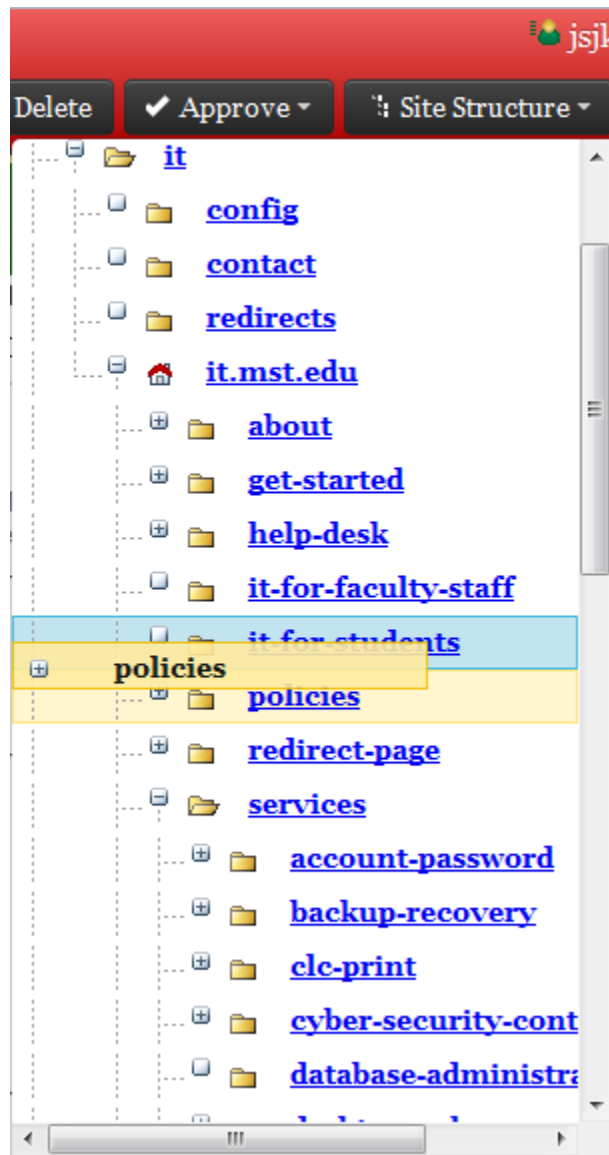 jsjk
Delete Approve Site Structure
it
config
contact
redirects
it.mst.edu
about
get-started
help-desk
it-for-faculty-staff
it-for-students
policies
policies
redirect-page
services
account-password
backup-recovery
clc-print
cyber-security-cont
database-administra